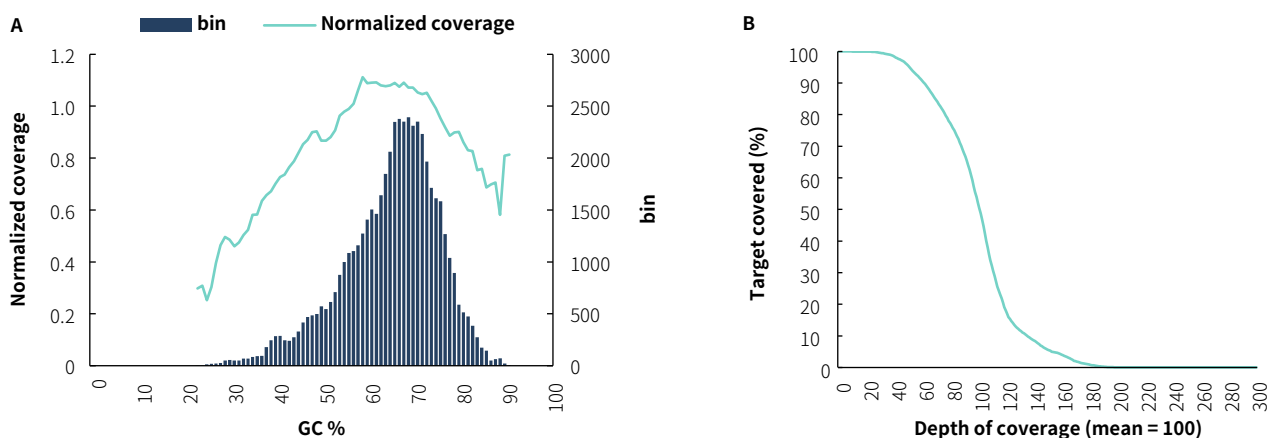 A
bin
Normalized coverage
Normalized coverage
1.2
1.0
0.8
0.6
0.4
0.2
0
3000
2500
2000
1500
1000
500
0
bin
0 10 20 30 40 50 60 70 80 90 100
GC %
B
Target covered (%)
100
90
80
70
60
50
40
30
20
10
0
0 20 40 60 80 100 120 140 160 180 200 220 240 260 280 300
Depth of coverage (mean = 100)